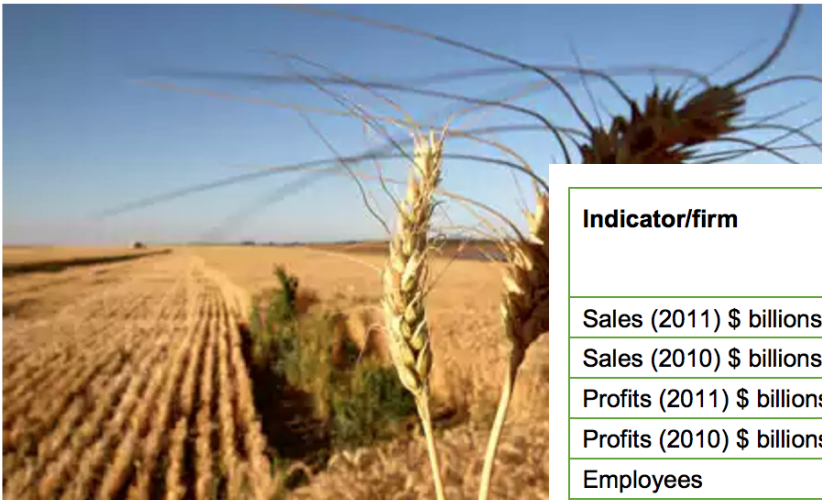 Indicator/firm
Sales (2011) $ billions
Sales (2010) $ billions
Profits (2011) $ billions
Profits (2010) $ billions
Employees